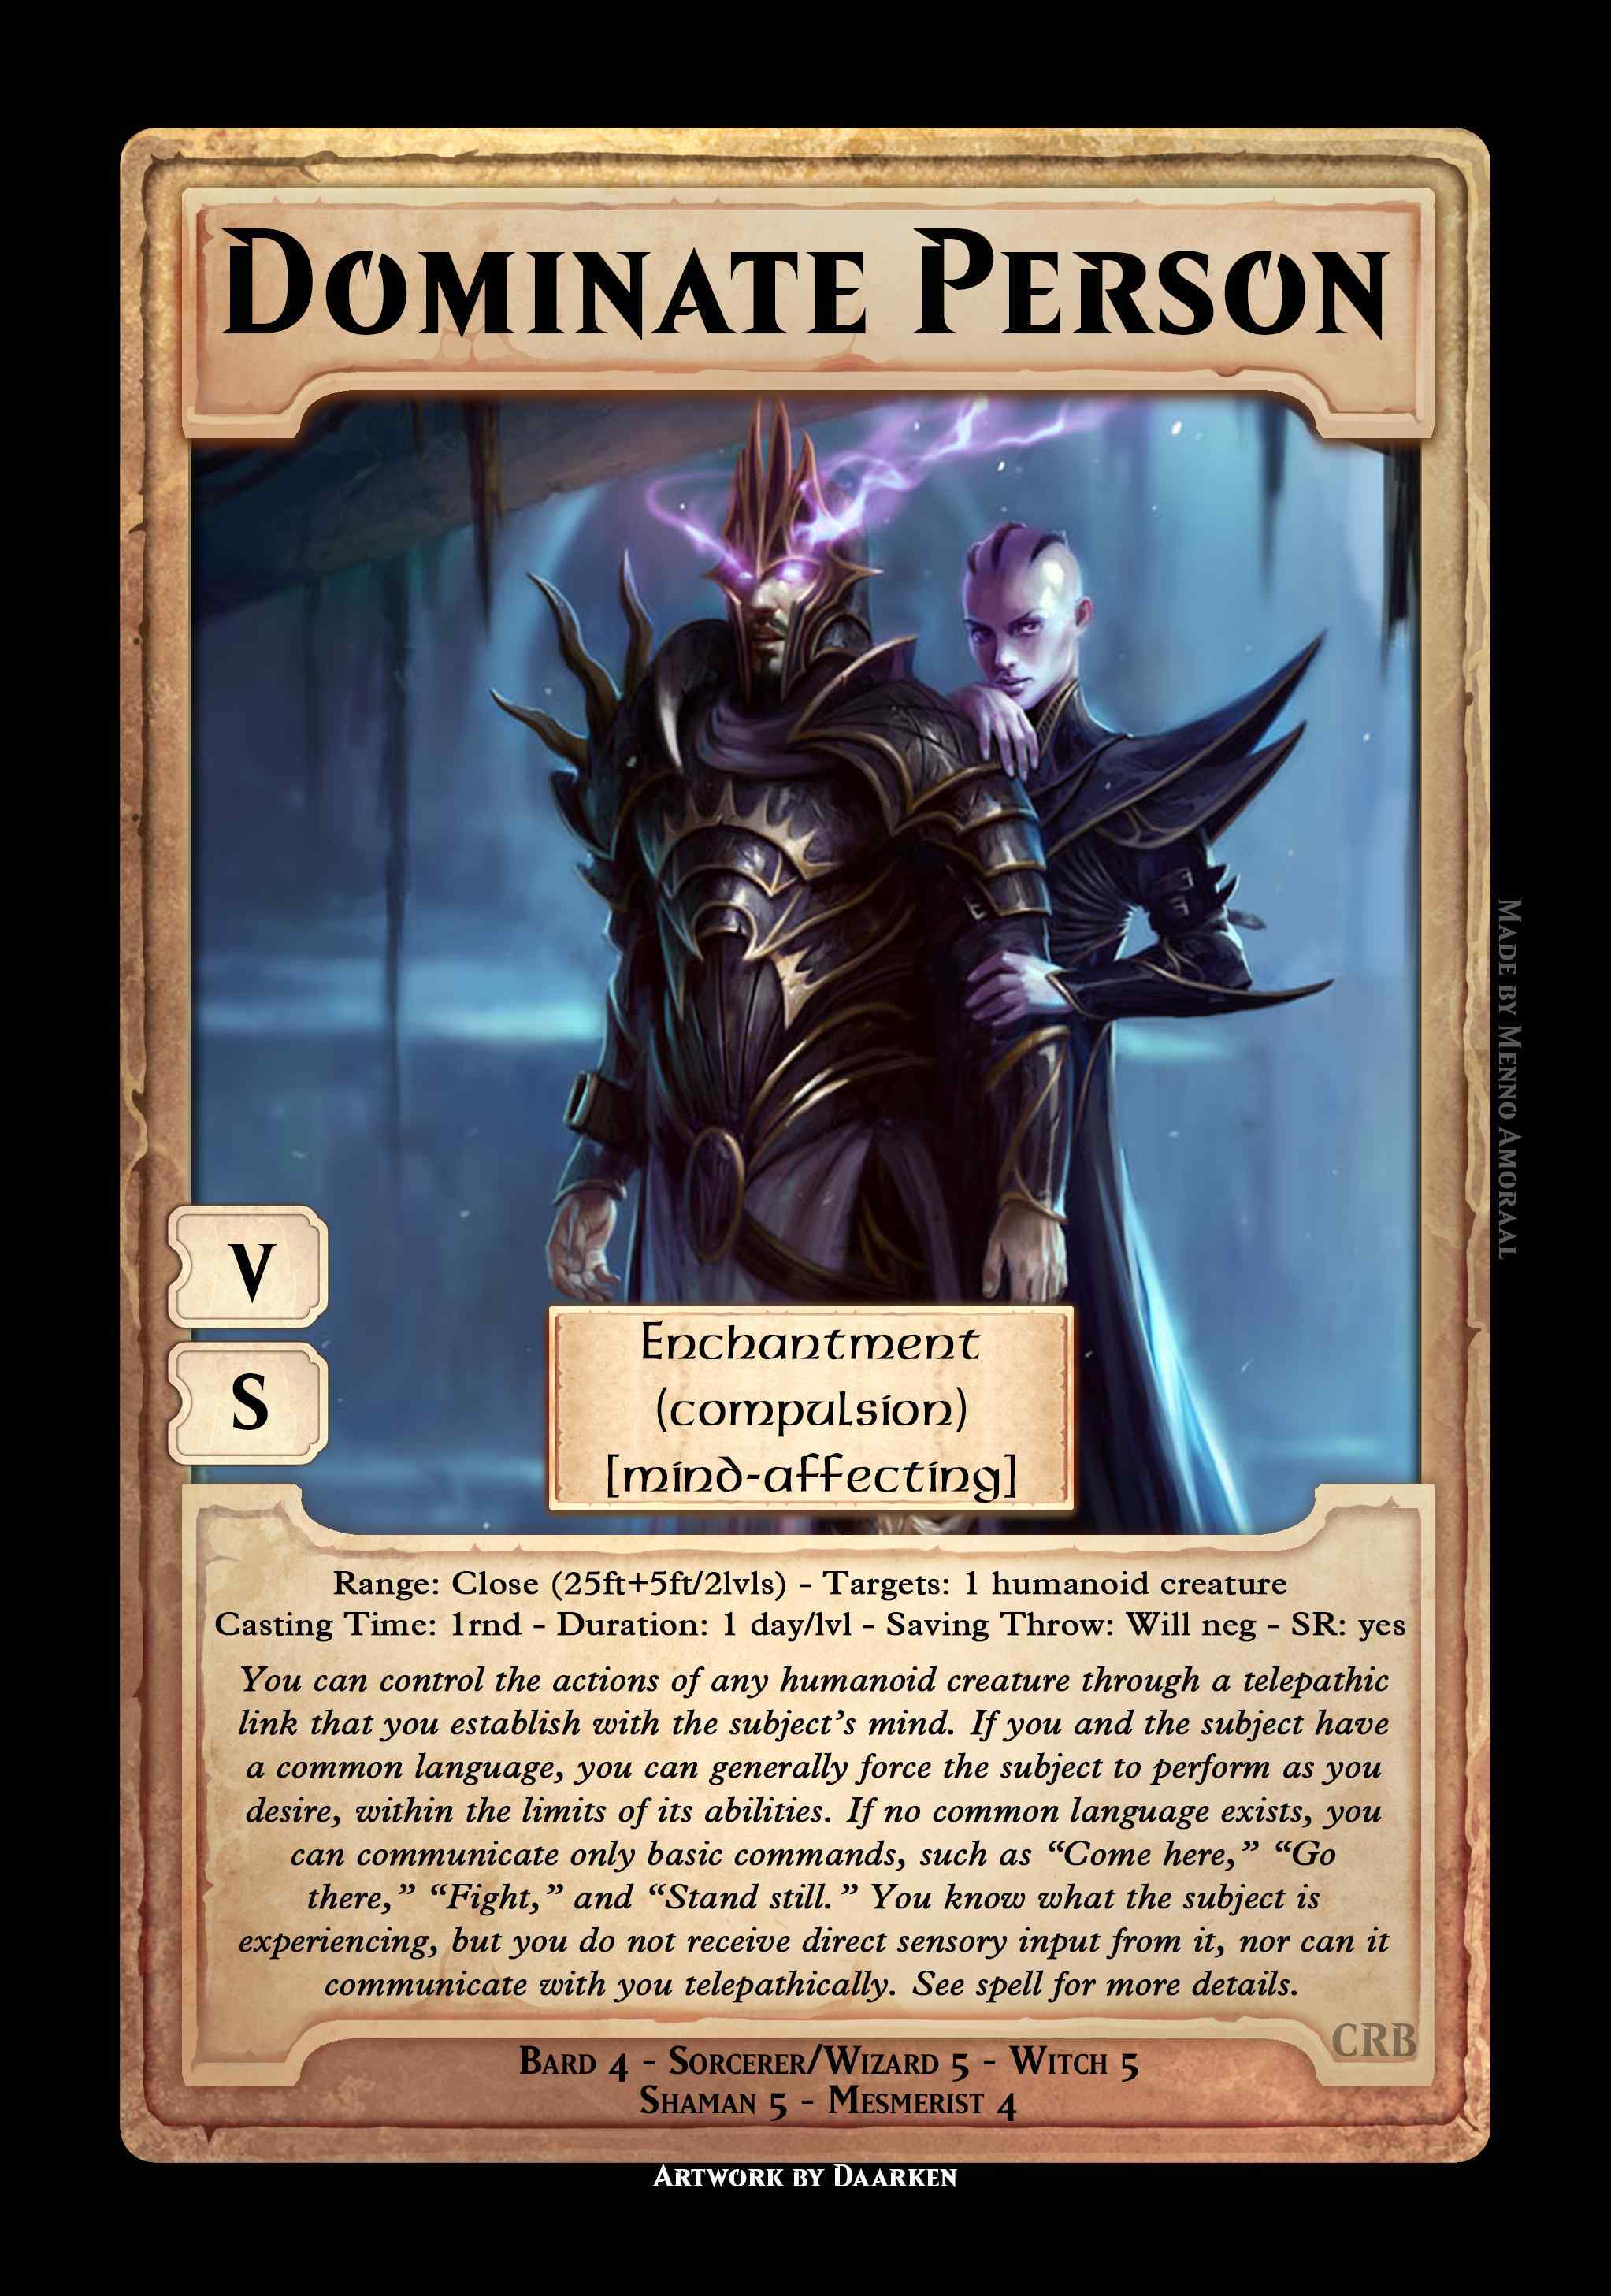 Dominate Person
V
S
Enchantment
(compulsion)
[mind-affecting]
Range: Close (25ft+5ft/2lvls) - Targets: 1 humanoid creature
Casting Time: 1rnd - Duration: 1 day/lvl - Saving Throw: Will neg - SR: yes
You can control the actions of any humanoid creature through a telepathic
link that you establish with the subject’s mind. If you and the subject have
a common language, you can generally force the subject to perform as you
desire, within the limits of its abilities. If no common language exists, you
can communicate only basic commands, such as “Come here,” “Go
there,” “Fight,” and “Stand still.” You know what the subject is
experiencing, but you do not receive direct sensory input from it, nor can it
communicate with you telepathically. See spell for more details.
CRB
Bard 4 - Sorcerer/Wizard 5 - Witch 5
Shaman 5 - Mesmerist 4
Artwork by Daarken
Made by Menno Amoraal